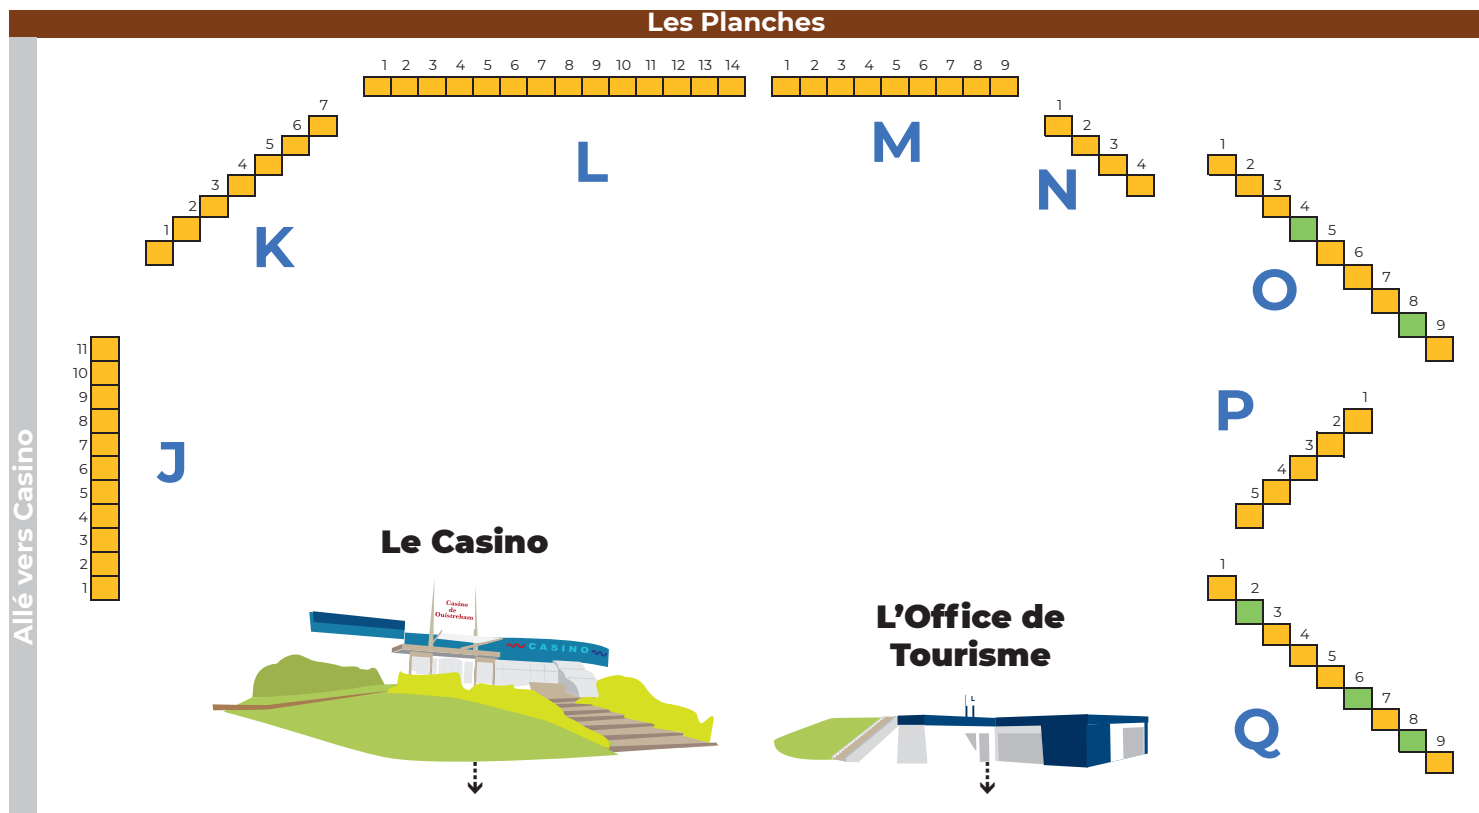 Les Planches
1 2 3 4 5 6 7 8 9 10 11 12 13 14
1 2 3 4 5 6 7 8 9
L
M
7
6
5
4
3
2
1
K
1
2
3
4
N
1
2
3
4
5
6
7
8
9
O
11
10
9
8
7
6
5
4
3
2
1
J
Allé vers Casino
P
1
2
3
4
5
Le Casino
Casino
de
Ouistreham
CASINO
L'Office de
Tourisme
1
2
3
4
5
6
7
8
9
Q